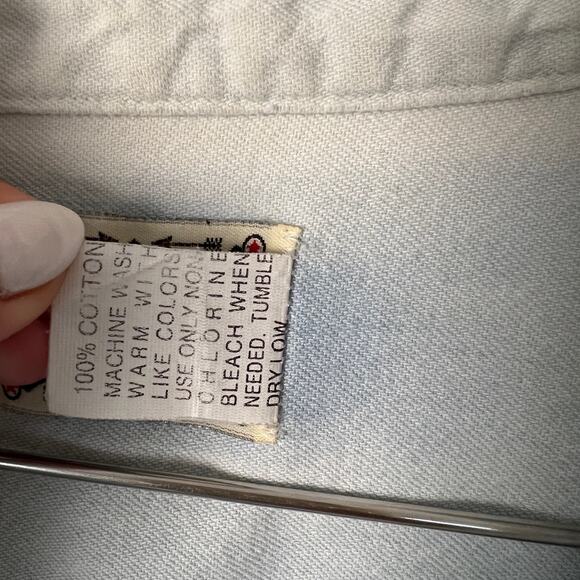 100% COTTON
MACHINE WASH
WARM WITH
LIKE COLORS
USE ONLY NON
CHLORINE
BLEACH WHEN
NEEDED. TUMBLE
DRY LOW